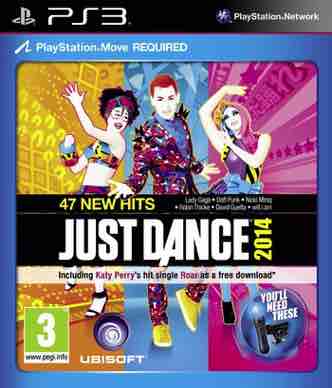 PS3
PlayStation.Network
PlayStation.Move REQUIRED
47 NEW HITS
Lady Gaga • Daft Punk • Nicki Minaj
• Robin Thicke • David Guetta • will.i.am
JUST DANCE
2014
Including Katy Perry's hit single Roar as a free download*
3
www.pegi.info
UBISOFT
YOU'LL
NEED
THESE